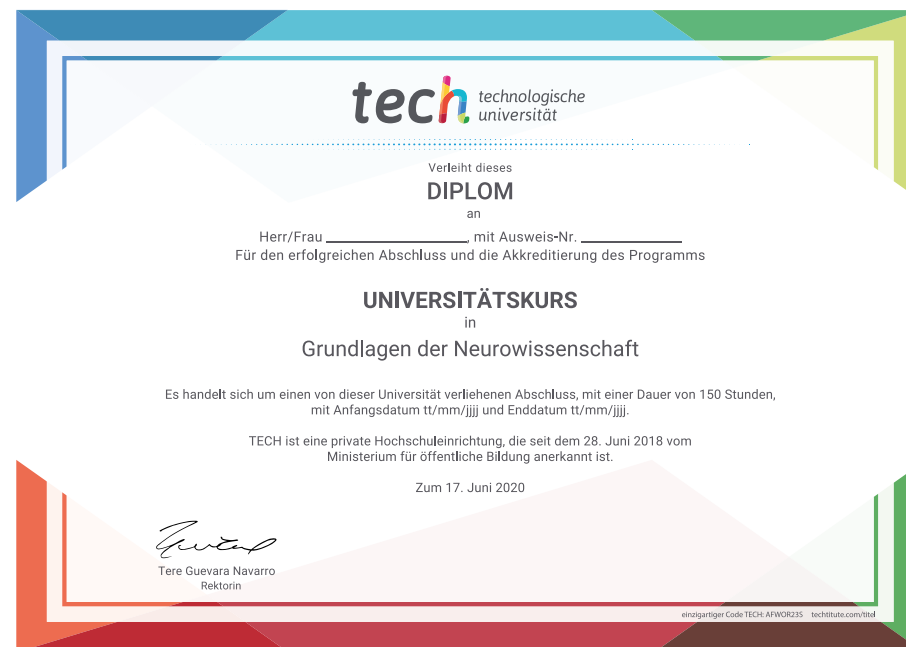 tech technologische
universität
Verleiht dieses
DIPLOM
an
Herr/Frau ____________, mit Ausweis-Nr. ____________
Für den erfolgreichen Abschluss und die Akkreditierung des Programms
UNIVERSITÄTSKURS
in
Grundlagen der Neurowissenschaft
Es handelt sich um einen von dieser Universität verliehenen Abschluss, mit einer Dauer von 150 Stunden,
mit Anfangsdatum tt/mm/jjjj und Enddatum tt/mm/jjjj.
TECH ist eine private Hochschuleinrichtung, die seit dem 28. Juni 2018 vom
Ministerium für öffentliche Bildung anerkannt ist.
Zum 17. Juni 2020
Tere Guevara Navarro
Rektorin
einzigartiger Code TECH: AFWOR23S techtitute.com/titel